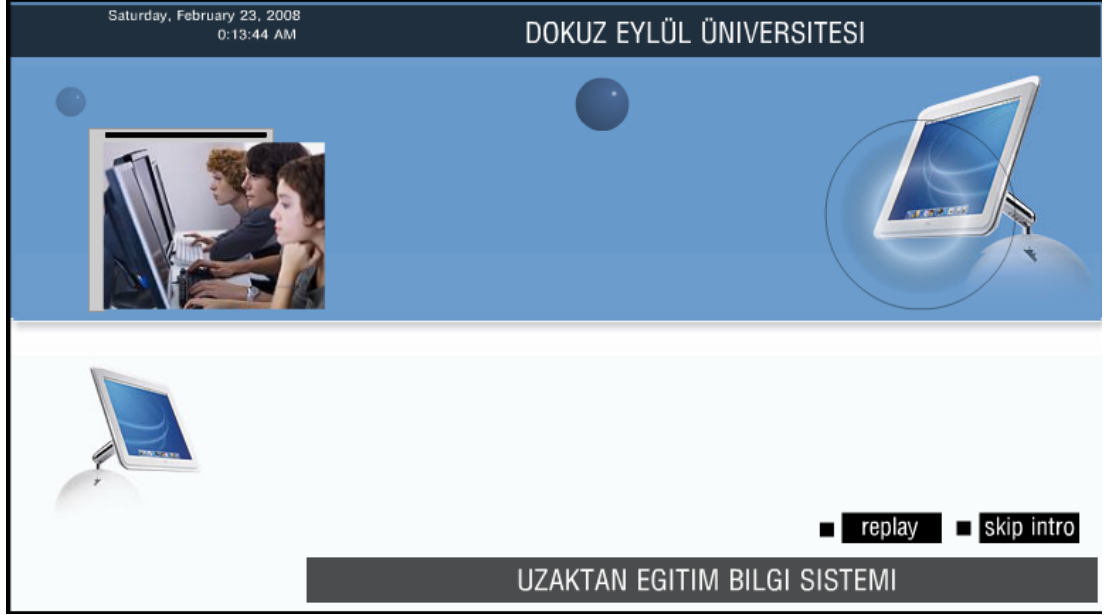 Saturday, February 23, 2008
0:13:44 AM
DOKUZ EYLÜL ÜNIVERSITESI
replay
skip intro
UZAKTAN EGITIM BILGI SISTEMI